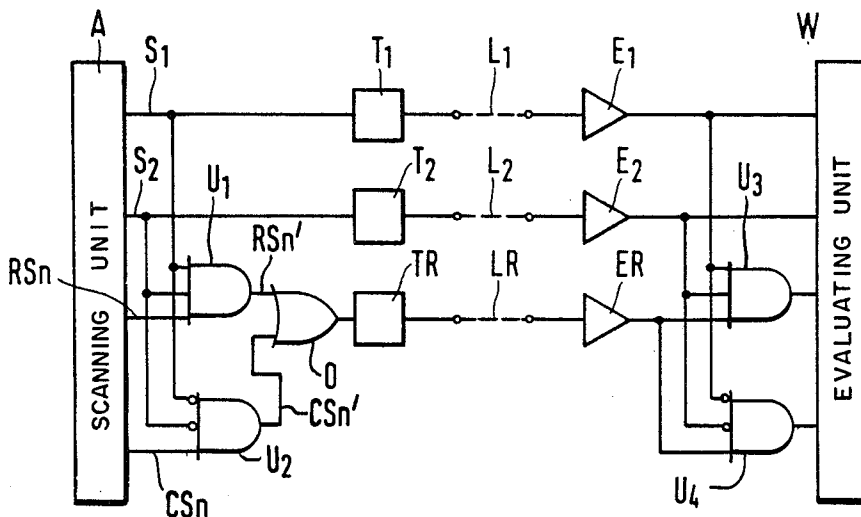 A
W
S1
T1
L1
E1
S2
T2
L2
E2
U1
U3
RSn'
TR
LR
ER
RSn
O
CSn'
U2
U4
CSn
SCANNING UNIT
EVALUATING UNIT